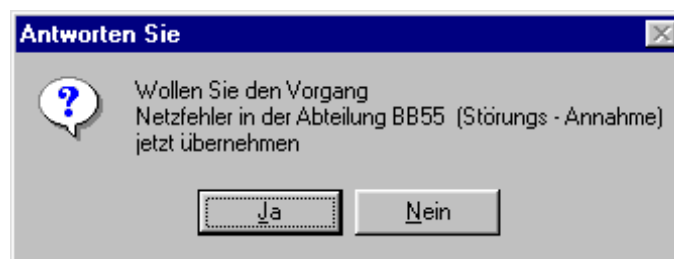 Antworten Sie
?
Wollen Sie den Vorgang
Netzfehler in der Abteilung BB55 (Störungs - Annahme)
jetzt übernehmen
Ja
Nein